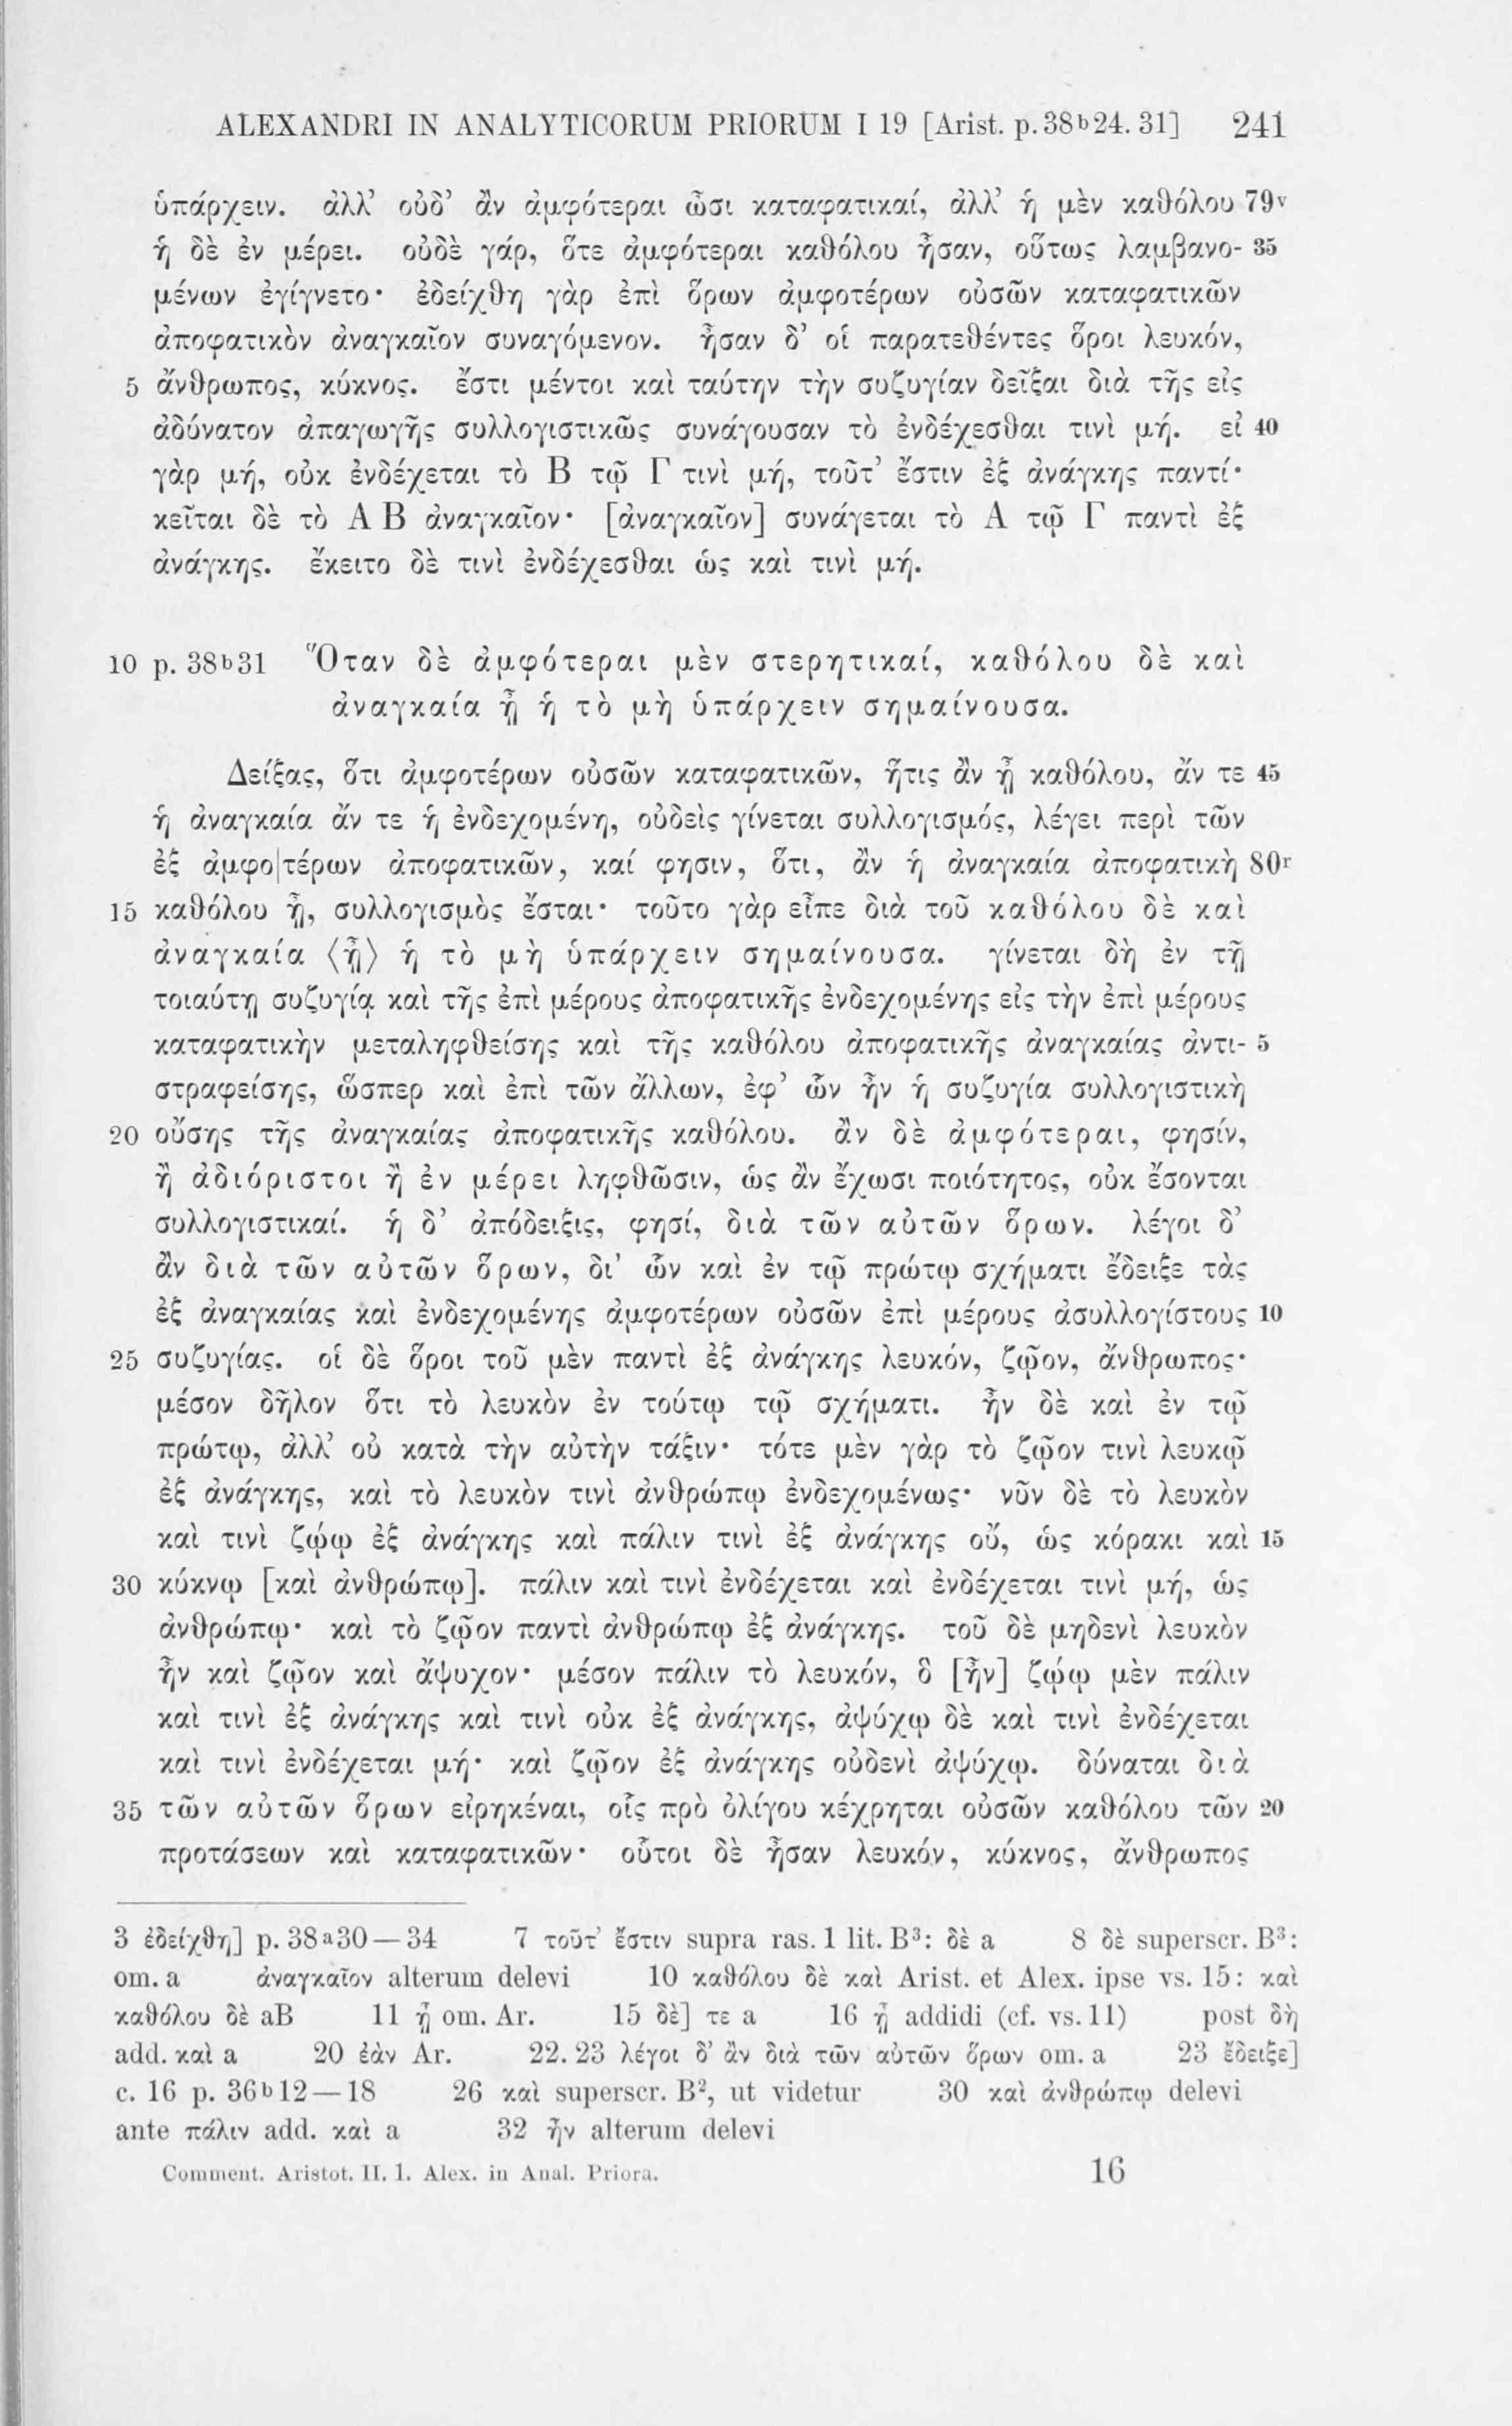 ALEXANDRI IN ANALYTICORUM PRIORUM I 19 [Arist. p. 38ᵇ24. 31] 241
ὑπάρχειν. ἀλλ’ οὐδ’ ἂν ἀμφότεραι ὦσι καταφατικαί, ἀλλ’ ἡ μὲν καθόλου 79ᵛ
ἡ δὲ ἐν μέρει. οὐδὲ γάρ, ὅτε ἀμφότεραι καθόλου ἦσαν, οὕτως λαμβανο- 35
μένων ἐγίγνετο· ἐδείχθη γὰρ ἐπὶ ὅρων ἀμφοτέρων οὐσῶν καταφατικῶν
ἀποφατικὸν ἀναγκαῖον συναγόμενον. ἦσαν δ’ οἱ παρατεθέντες ὅροι λευκόν,
5 ἄνθρωπος, κύκνος. ἔστι μέντοι καὶ ταύτην τὴν συζυγίαν δεῖξαι διὰ τῆς εἰς
ἀδύνατον ἀπαγωγῆς συλλογιστικῶς συνάγουσαν τὸ ἐνδέχεσθαι τινὶ μή. εἰ 40
γὰρ μή, οὐκ ἐνδέχεται τὸ Β τῷ Γ τινὶ μή, τοῦτ’ ἔστιν ἐξ ἀνάγκης παντί·
κεῖται δὲ τὸ Α Β ἀναγκαῖον· [ἀναγκαῖον] συνάγεται τὸ Α τῷ Γ παντὶ ἐξ
ἀνάγκης. ἔκειτο δὲ τινὶ ἐνδέχεσθαι ὡς καὶ τινὶ μή.
10 p. 38ᵇ31 Ὅταν δὲ ἀμφότεραι μὲν στερητικαί, καθόλου δὲ καὶ
ἀναγκαία ᾖ ἡ τὸ μὴ ὑπάρχειν σημαίνουσα.
Δείξας, ὅτι ἀμφοτέρων οὐσῶν καταφατικῶν, ἥτις ἂν ᾖ καθόλου, ἄν τε 45
ἡ ἀναγκαία ἄν τε ἡ ἐνδεχομένη, οὐδεὶς γίνεται συλλογισμός, λέγει περὶ τῶν
ἐξ ἀμφο|τέρων ἀποφατικῶν, καί φησιν, ὅτι, ἂν ἡ ἀναγκαία ἀποφατικὴ 80ʳ
15 καθόλου ᾖ, συλλογισμὸς ἔσται· τοῦτο γὰρ εἶπε διὰ τοῦ καθόλου δὲ καὶ
ἀναγκαία ⟨ᾖ⟩ ἡ τὸ μὴ ὑπάρχειν σημαίνουσα. γίνεται δὴ ἐν τῇ
τοιαύτῃ συζυγίᾳ καὶ τῆς ἐπὶ μέρους ἀποφατικῆς ἐνδεχομένης εἰς τὴν ἐπὶ μέρους
καταφατικὴν μεταληφθείσης καὶ τῆς καθόλου ἀποφατικῆς ἀναγκαίας ἀντι- 5
στραφείσης, ὥσπερ καὶ ἐπὶ τῶν ἄλλων, ἐφ’ ὧν ἦν ἡ συζυγία συλλογιστικὴ
20 οὔσης τῆς ἀναγκαίας ἀποφατικῆς καθόλου. ἂν δὲ ἀμφότεραι, φησίν,
ἢ ἀδιόριστοι ἢ ἐν μέρει ληφθῶσιν, ὡς ἂν ἔχωσι ποιότητος, οὐκ ἔσονται
συλλογιστικαί. ἡ δ’ ἀπόδειξις, φησί, διὰ τῶν αὐτῶν ὅρων. λέγοι δ’
ἂν διὰ τῶν αὐτῶν ὅρων, δι’ ὧν καὶ ἐν τῷ πρώτῳ σχήματι ἔδειξε τὰς
ἐξ ἀναγκαίας καὶ ἐνδεχομένης ἀμφοτέρων οὐσῶν ἐπὶ μέρους ἀσυλλογίστους 10
25 συζυγίας. οἱ δὲ ὅροι τοῦ μὲν παντὶ ἐξ ἀνάγκης λευκόν, ζῷον, ἄνθρωπος·
μέσον δῆλον ὅτι τὸ λευκὸν ἐν τούτῳ τῷ σχήματι. ἦν δὲ καὶ ἐν τῷ
πρώτῳ, ἀλλ’ οὐ κατὰ τὴν αὐτὴν τάξιν· τότε μὲν γὰρ τὸ ζῷον τινὶ λευκῷ
ἐξ ἀνάγκης, καὶ τὸ λευκὸν τινὶ ἀνθρώπῳ ἐνδεχομένως· νῦν δὲ τὸ λευκὸν
καὶ τινὶ ζῴῳ ἐξ ἀνάγκης καὶ πάλιν τινὶ ἐξ ἀνάγκης οὔ, ὡς κόρακι καὶ 15
30 κύκνῳ [καὶ ἀνθρώπῳ]. πάλιν καὶ τινὶ ἐνδέχεται καὶ ἐνδέχεται τινὶ μή, ὡς
ἀνθρώπῳ· καὶ τὸ ζῷον παντὶ ἀνθρώπῳ ἐξ ἀνάγκης. τοῦ δὲ μηδενὶ λευκὸν
ἦν καὶ ζῷον καὶ ἄψυχον· μέσον πάλιν τὸ λευκόν, ὃ [ἦν] ζῴῳ μὲν πάλιν
καὶ τινὶ ἐξ ἀνάγκης καὶ τινὶ οὐκ ἐξ ἀνάγκης, ἀψύχῳ δὲ καὶ τινὶ ἐνδέχεται
καὶ τινὶ ἐνδέχεται μή· καὶ ζῷον ἐξ ἀνάγκης οὐδενὶ ἀψύχῳ. δύναται διὰ
35 τῶν αὐτῶν ὅρων εἰρηκέναι, οἷς πρὸ ὀλίγου κέχρηται οὐσῶν καθόλου τῶν 20
προτάσεων καὶ καταφατικῶν· οὗτοι δὲ ἦσαν λευκόν, κύκνος, ἄνθρωπος
3 ἐδείχθη] p. 38ᵃ30—34 7 τοῦτ’ ἔστιν supra ras. 1 lit. B³: δὲ a 8 δὲ superscr. B³:
om. a ἀναγκαῖον alterum delevi 10 καθόλου δὲ καὶ Arist. et Alex. ipse vs. 15: καὶ
καθόλου δὲ aB 11 ᾖ om. Ar. 15 δὲ] τε a 16 ᾖ addidi (cf. vs. 11) post δὴ
add. καὶ a 20 ἐὰν Ar. 22. 23 λέγοι δ’ ἂν διὰ τῶν αὐτῶν ὅρων om. a 23 ἔδειξε]
c. 16 p. 36ᵇ12—18 26 καὶ superscr. B², ut videtur 30 καὶ ἀνθρώπῳ delevi
ante πάλιν add. καὶ a 32 ἦν alterum delevi
Comment. Aristot. II. 1. Alex. in Anal. Priora. 16